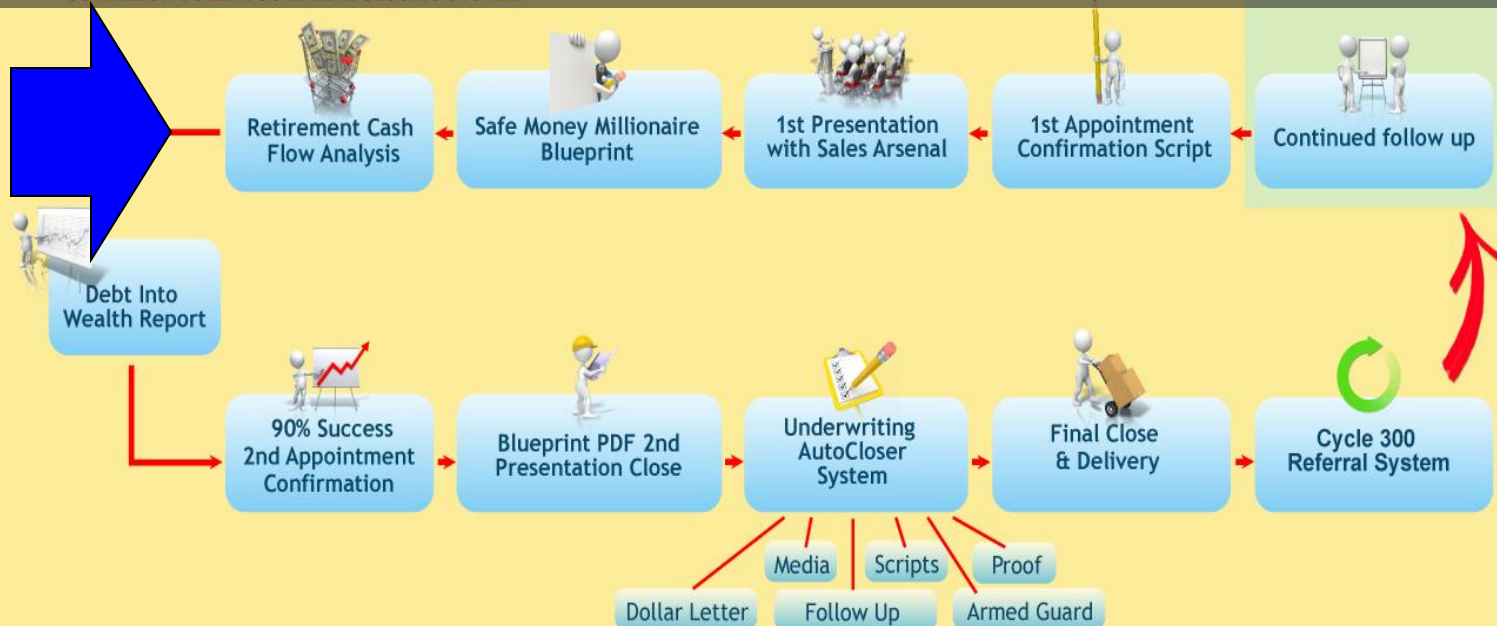 Retirement Cash
Flow Analysis
Safe Money Millionaire
Blueprint
1st Presentation
with Sales Arsenal
1st Appointment
Confirmation Script
Continued follow up
Debt Into
Wealth Report
90% Success
2nd Appointment
Confirmation
Blueprint PDF 2nd
Presentation Close
Underwriting
AutoCloser
System
Final Close
& Delivery
Cycle 300
Referral System
Media
Scripts
Proof
Dollar Letter
Follow Up
Armed Guard